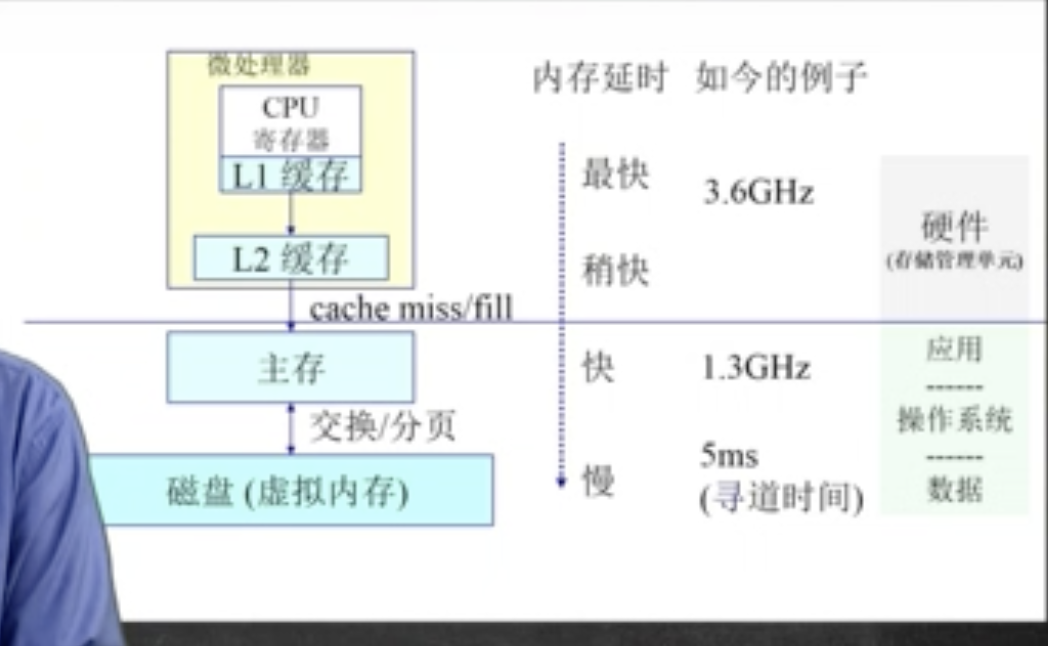 微处理器
CPU
寄存器
L1 缓存
L2 缓存
cache miss/fill
主存
交换/分页
磁盘 (虚拟内存)
内存延时 如今的例子
最快 3.6GHz
稍快
快 1.3GHz
慢 5ms
(寻道时间)
硬件
(存储管理单元)
应用
------
操作系统
------
数据